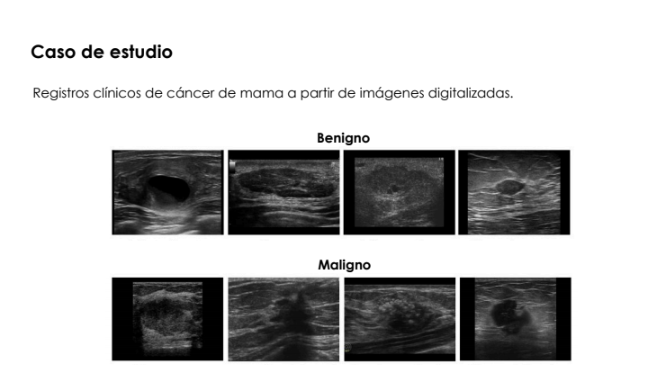 Caso de estudio
Registros clínicos de cáncer de mama a partir de imágenes digitalizadas.
Benigno
Maligno